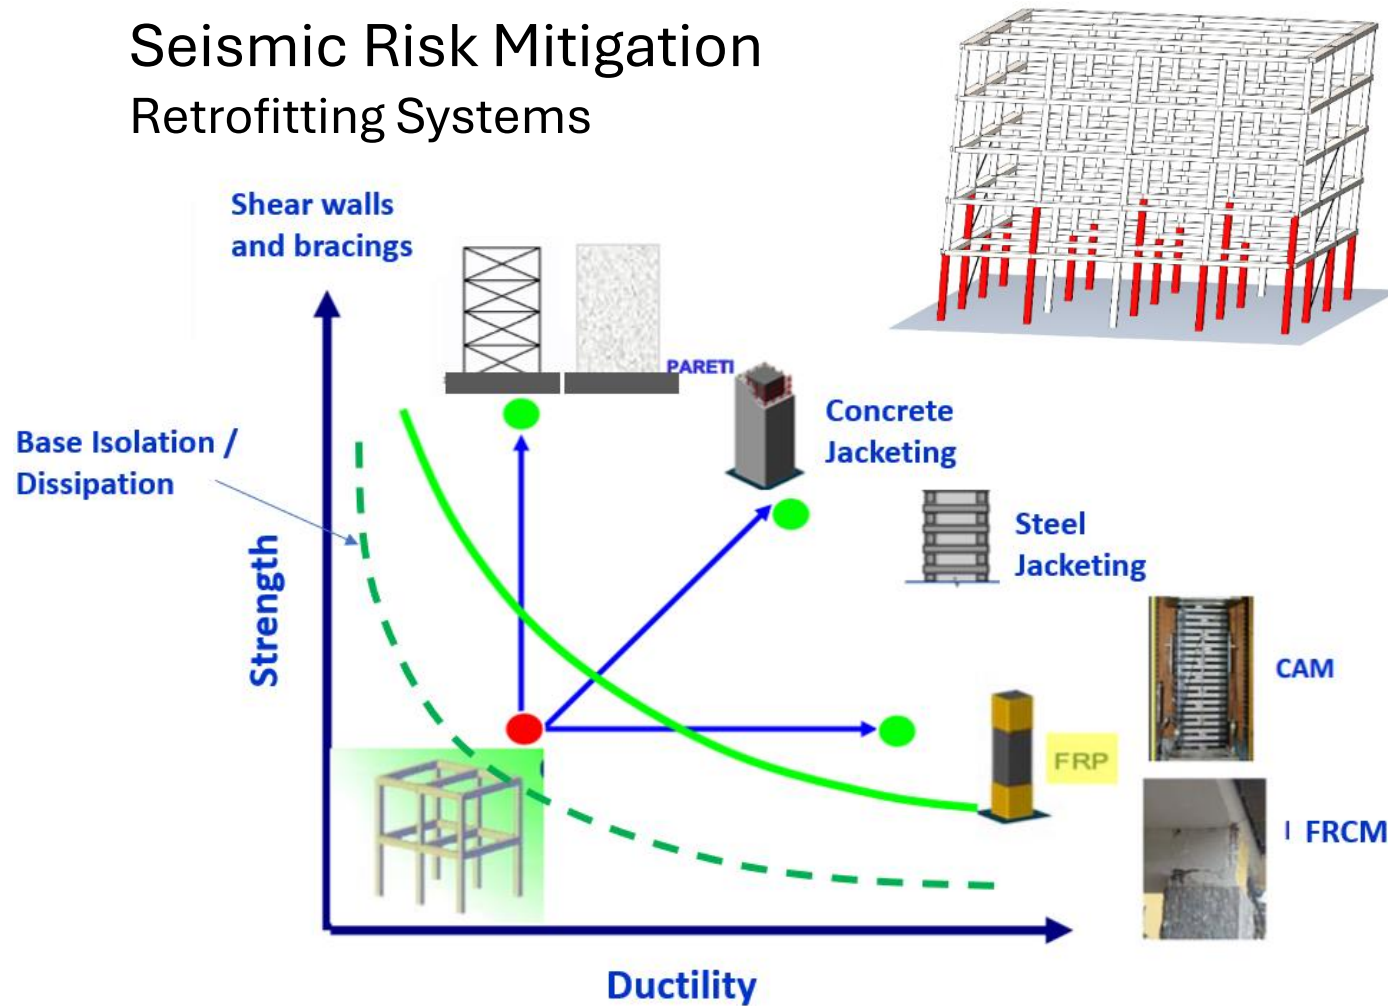 Seismic Risk Mitigation
Retrofitting Systems
Shear walls
and bracings
PARETI
Concrete
Jacketing
Base Isolation /
Dissipation
Steel
Jacketing
Strength
CAM
FRP
FRCM
Ductility